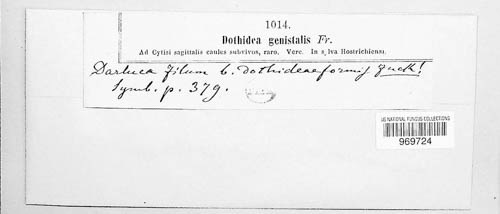 1014.
Dothidea genistalis Fr.
Ad Cytisi sagittalis caules subvivos, raro. Vere. In sylva Hostrichiensi.
Darluca filum b. dothideaeformis Fuck!
Symb. p. 379.
US NATIONAL FUNGUS COLLECTIONS
969724